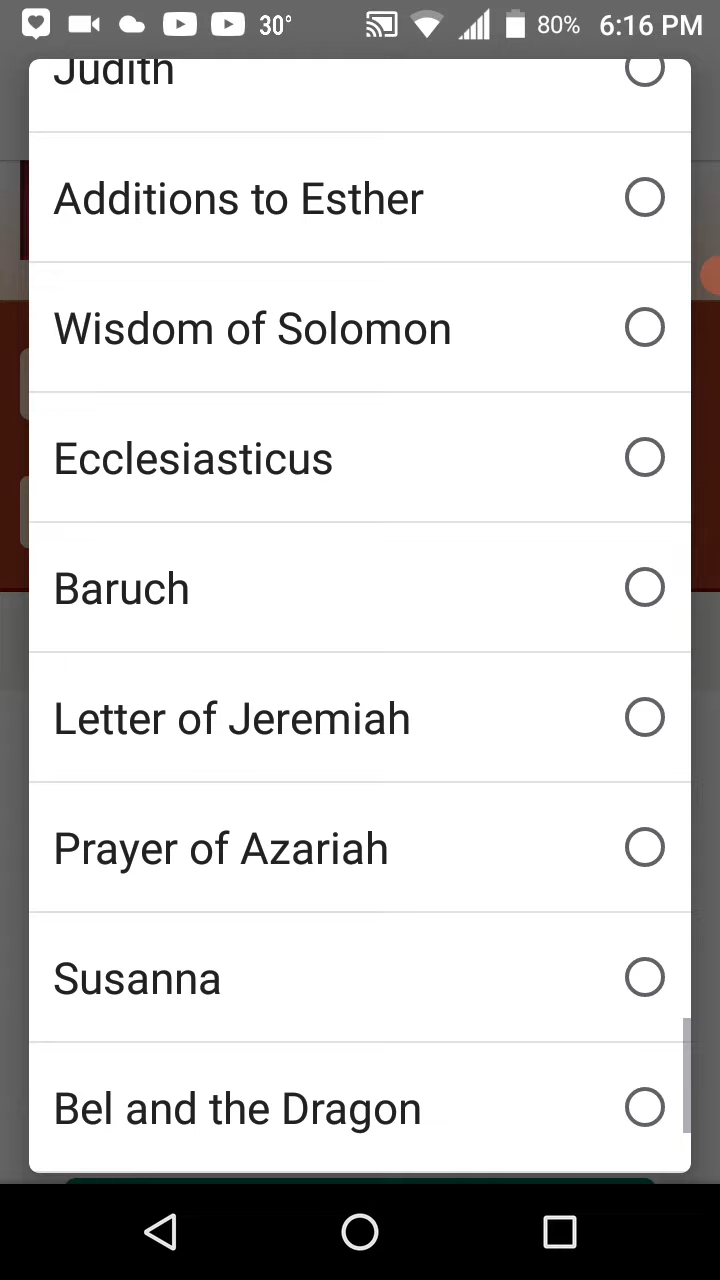 30° 80% 6:16 PM
Judith
Additions to Esther
Wisdom of Solomon
Ecclesiasticus
Baruch
Letter of Jeremiah
Prayer of Azariah
Susanna
Bel and the Dragon